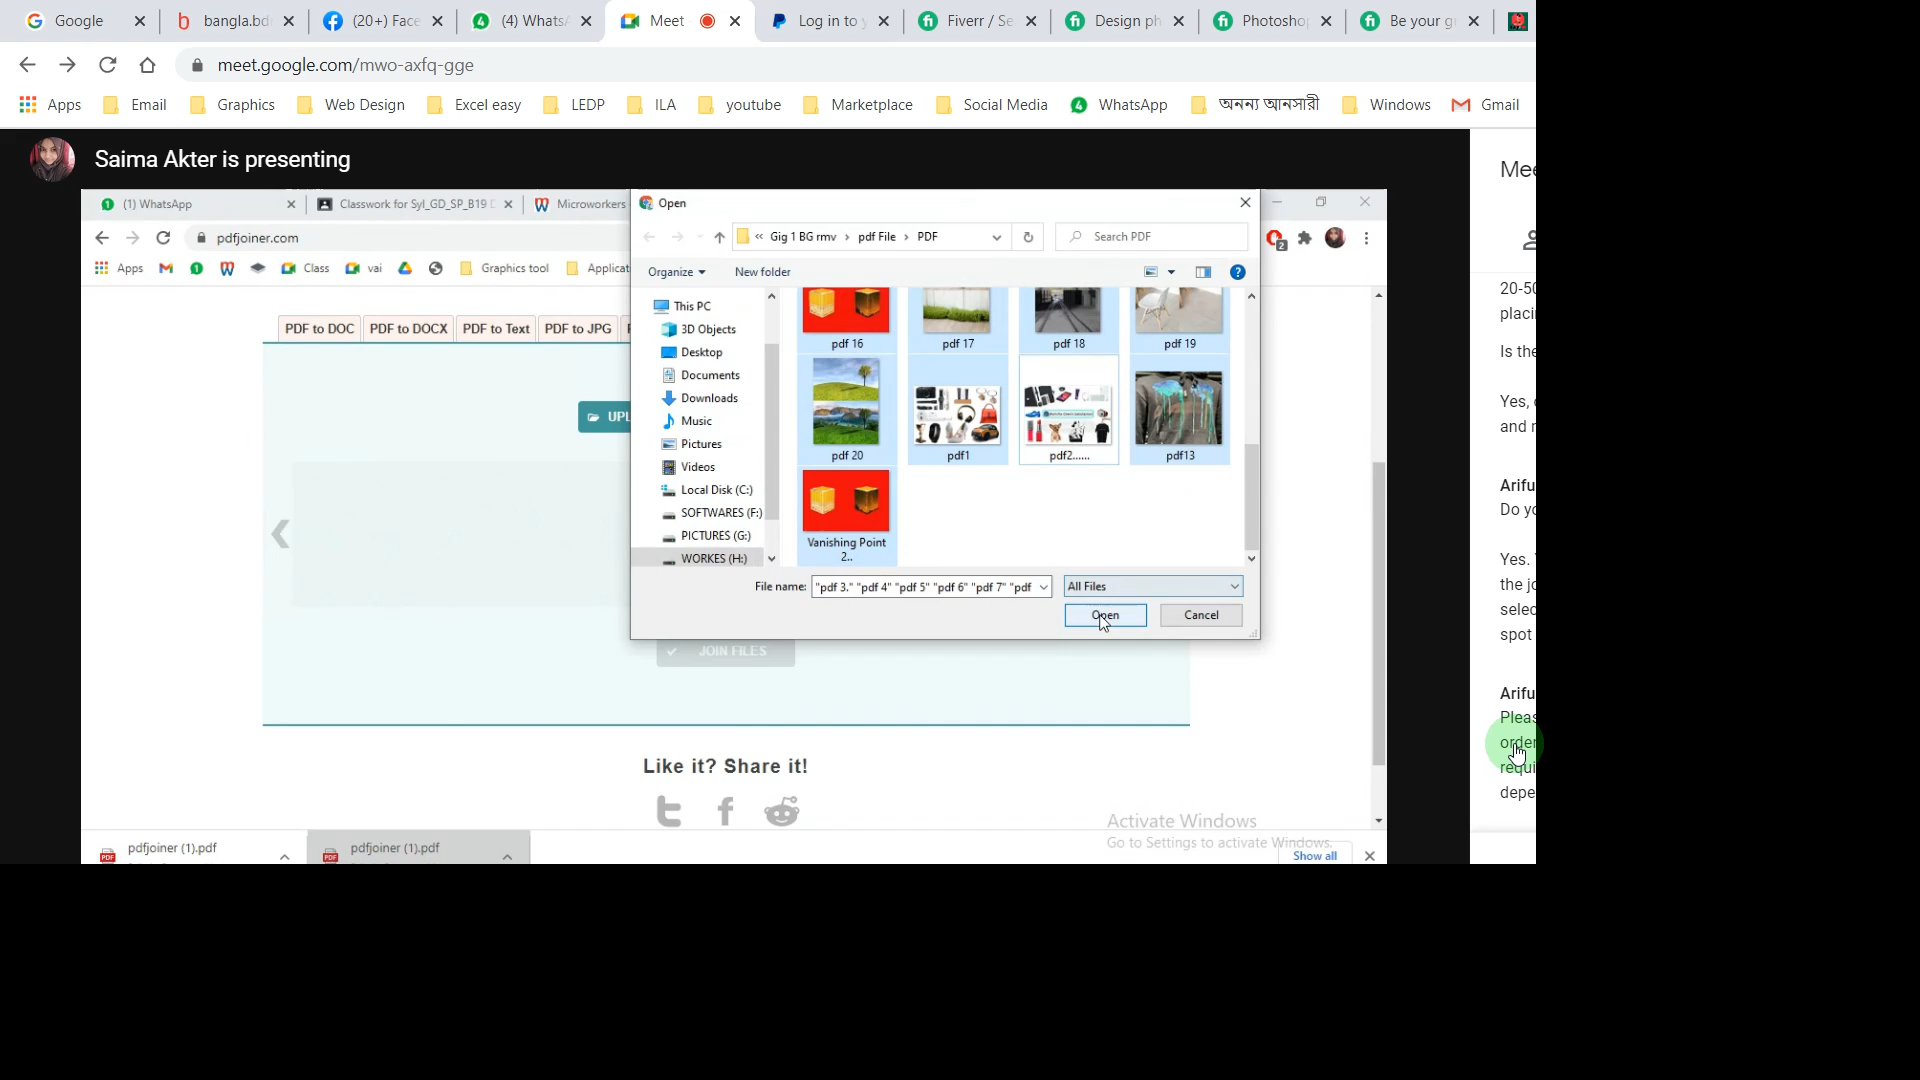 Google
bangla.bd
(20+) Face
(4) Whats
Meet
Log in to y
Fiverr / Se
Design ph
Photoshop
Be your g
meet.google.com/mwo-axfq-gge
Apps
Email
Graphics
Web Design
Excel easy
LEDP
ILA
youtube
Marketplace
Social Media
WhatsApp
অনন্য আনসারী
Windows
Gmail
Saima Akter is presenting
(1) WhatsApp
Classwork for Syl_GD_SP_B19
Microworkers
pdfjoiner.com
Apps
Class
vai
Graphics tool
Applicat
PDF to DOC
PDF to DOCX
PDF to Text
PDF to JPG
UPL
JOIN FILES
Like it? Share it!
Open
Gig 1 BG rmv › pdf File › PDF
Search PDF
Organize
New folder
This PC
3D Objects
Desktop
Documents
Downloads
Music
Pictures
Videos
Local Disk (C:)
SOFTWARES (F:)
PICTURES (G:)
WORKES (H:)
pdf 16
pdf 17
pdf 18
pdf 19
pdf 20
pdf1
pdf2......
pdf13
Vanishing Point
2..
File name: "pdf 3." "pdf 4" "pdf 5" "pdf 6" "pdf 7" "pdf
All Files
Open
Cancel
Activate Windows
Go to Settings to activate Windows.
pdfjoiner (1).pdf
pdfjoiner (1).pdf
Show all
Mee
20-50
placi
Is the
Yes,
and r
Arifu
Do yo
Yes.
the jo
selec
spot
Arifu
Pleas
order
requi
depe